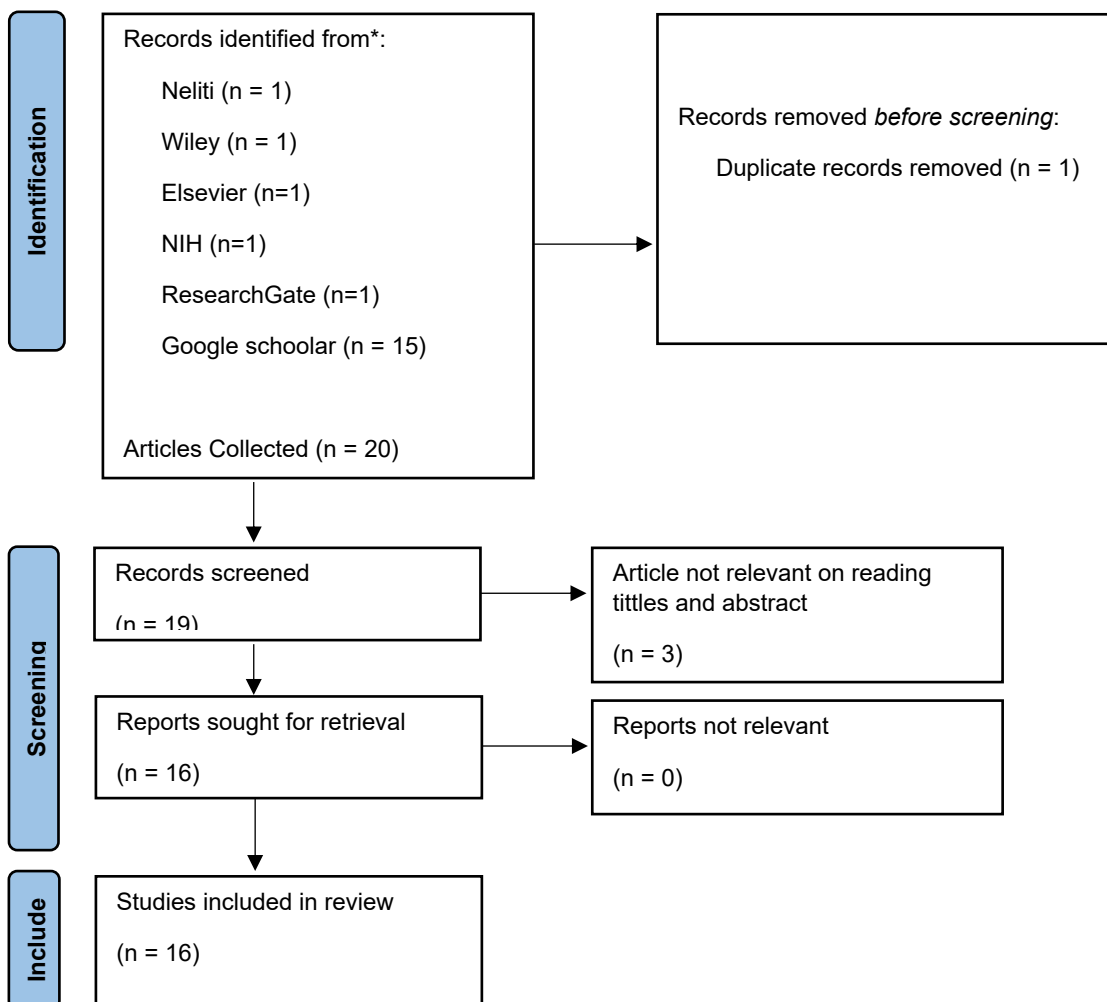 Identification
Records identified from*:
Neliti (n = 1)
Wiley (n = 1)
Elsevier (n=1)
NIH (n=1)
ResearchGate (n=1)
Google schoolar (n = 15)
Articles Collected (n = 20)
Records removed before screening:
Duplicate records removed (n = 1)
Screening
Records screened
(n = 19)
Article not relevant on reading
tittles and abstract
(n = 3)
Reports sought for retrieval
(n = 16)
Reports not relevant
(n = 0)
Include
Studies included in review
(n = 16)